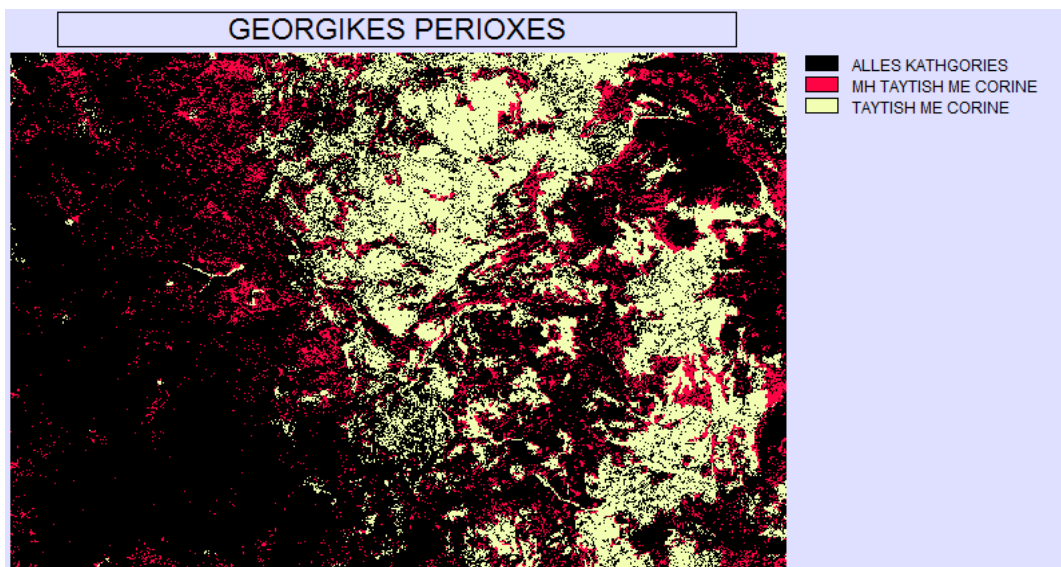 GEORGIKES PERIOXES
ALLES KATHGORIES
MH TAYTISH ME CORINE
TAYTISH ME CORINE